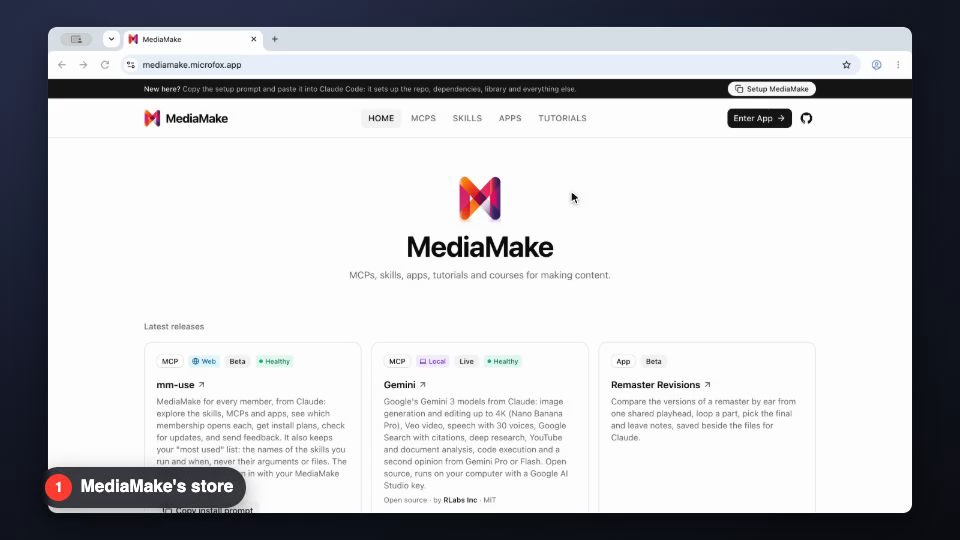 MediaMake
mediamake.microfox.app
New here? Copy the setup prompt and paste it into Claude Code: it sets up the repo, dependencies, library and everything else.
Setup MediaMake
MediaMake
HOME
MCPS
SKILLS
APPS
TUTORIALS
Enter App →
MediaMake
MCPs, skills, apps, tutorials and courses for making content.
Latest releases
MCP Web Beta Healthy
mm-use ↗
MediaMake for every member, from Claude:
explore the skills, MCPs and apps, see which
membership opens each, get install plans, check
for updates, and send feedback. It also keeps
your "most used" list: the names of the skills you
run and when, never their arguments or files. The
in with your MediaMake
Copy install prompt
MCP Local Live Healthy
Gemini ↗
Google's Gemini 3 models from Claude: image
generation and editing up to 4K (Nano Banana
Pro), Veo video, speech with 30 voices, Google
Search with citations, deep research, YouTube
and document analysis, code execution and a
second opinion from Gemini Pro or Flash. Open
source, runs on your computer with a Google AI
Studio key.
Open source · by RLabs Inc · MIT
App Beta
Remaster Revisions ↗
Compare the versions of a remaster by ear from
one shared playhead, loop a part, pick the final
and leave notes, saved beside the files for
Claude.
1 MediaMake's store